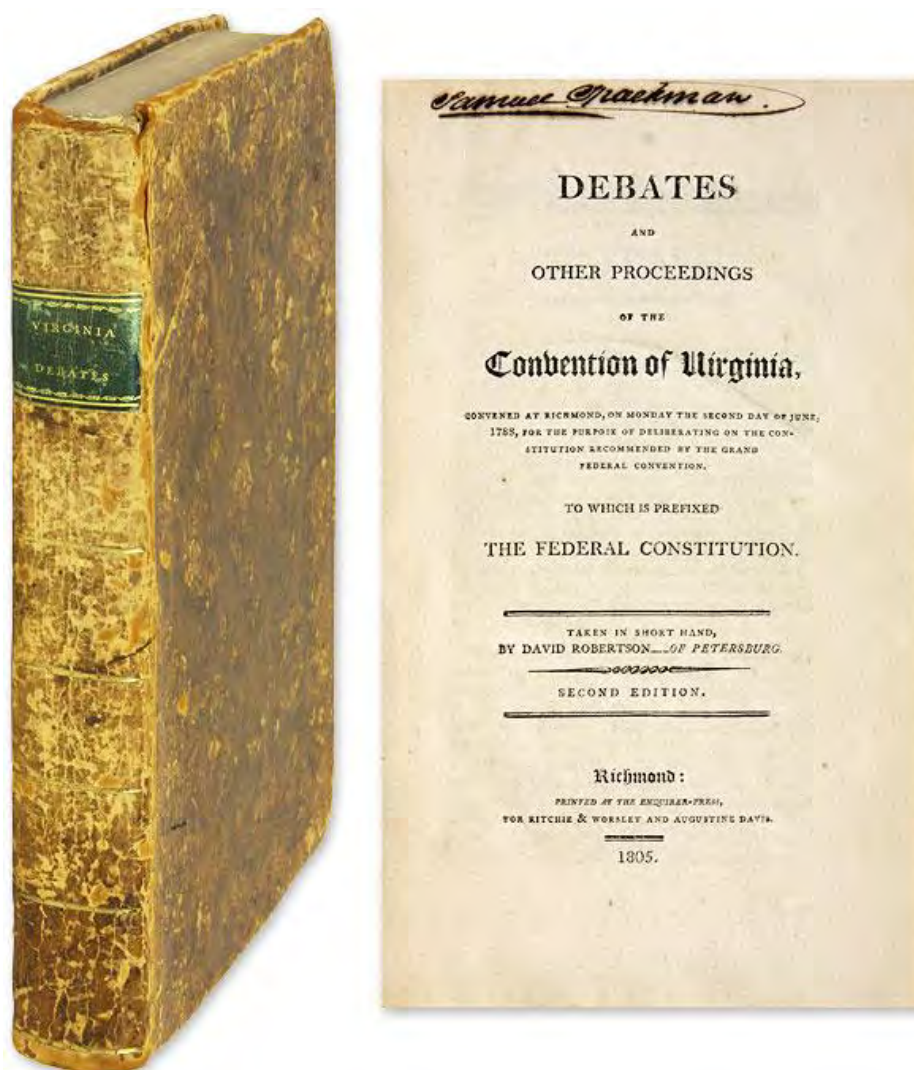 VIRGINIA
DEBATES
Samuel
DEBATES
AND
OTHER PROCEEDINGS
OF THE
Convention of Virginia,
CONVENED AT RICHMOND, ON MONDAY THE SECOND DAY OF JUNE,
1788, FOR THE PURPOSE OF DELIBERATING ON THE CON-
STITUTION RECOMMENDED BY THE GRAND
FEDERAL CONVENTION.
TO WHICH IS PREFIXED
THE FEDERAL CONSTITUTION.
TAKEN IN SHORT HAND,
BY DAVID ROBERTSON—OF PETERSBURG.
SECOND EDITION.
Richmond:
PRINTED AT THE ENQUIRER-PRESS,
FOR RITCHIE & WORSLEY AND AUGUSTINE DAVIS.
1805.